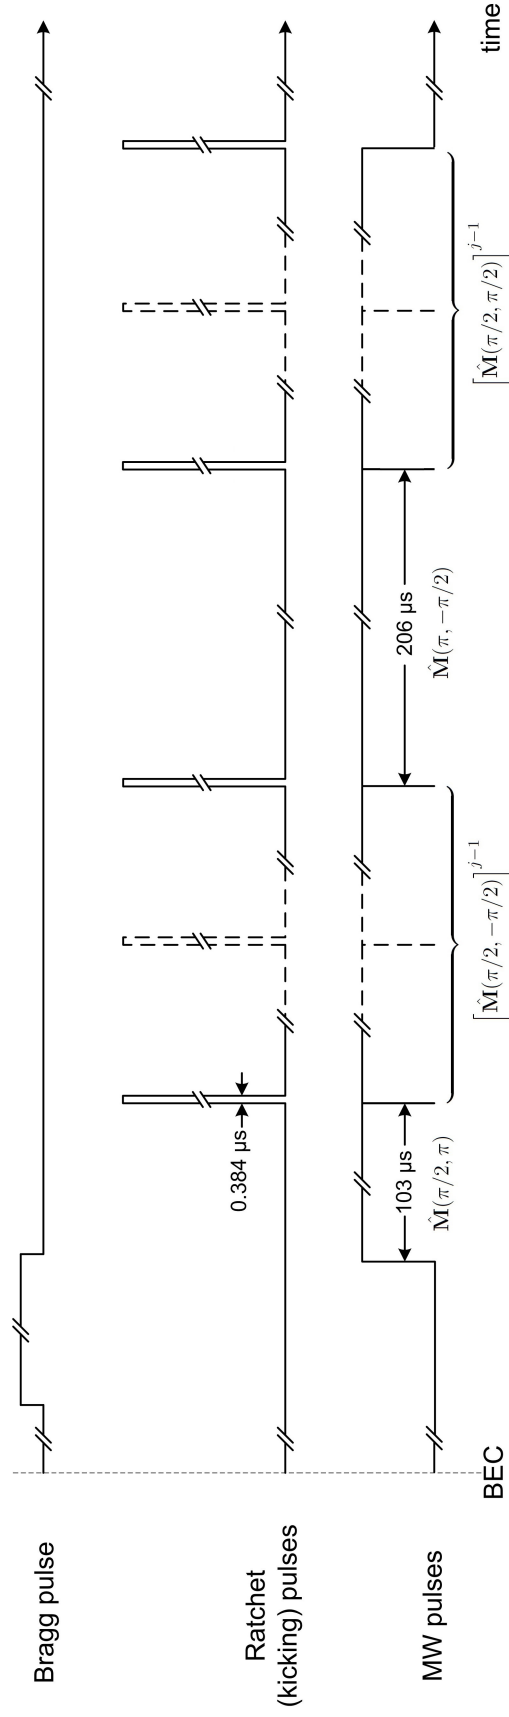 Bragg pulse
Ratchet
(kicking) pulses
MW pulses
BEC
time
0.384 µs
103 µs
206 µs
M̂(π/2, π)
[M̂(π/2, −π/2)]^{j−1}
M̂(π, −π/2)
[M̂(π/2, π/2)]^{j−1}